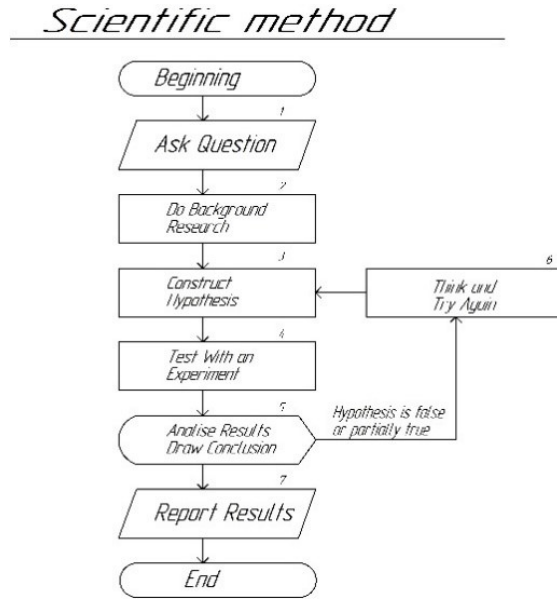 Scientific method
Beginning
1
Ask Question
2
Do Background
Research
3
Construct
Hypothesis
6
Think and
Try Again
4
Test With an
Experiment
5
Analise Results
Draw Conclusion
Hypothesis is false
or partially true
7
Report Results
End